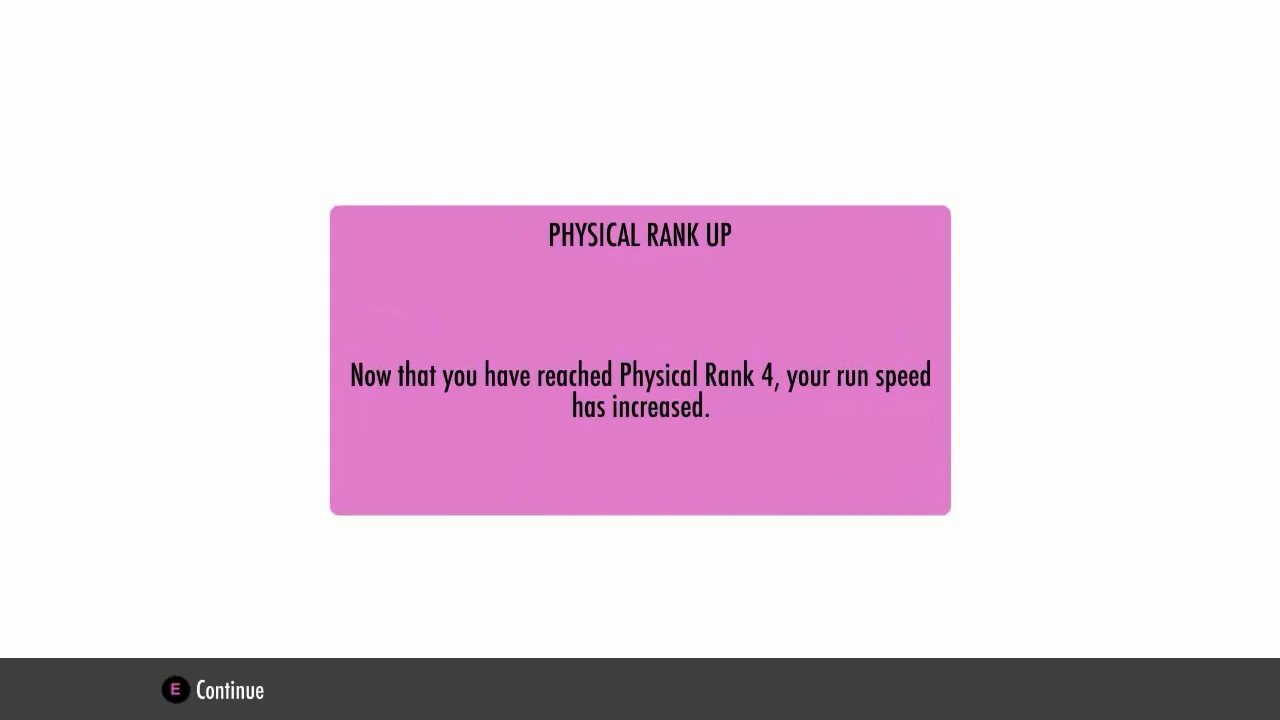 PHYSICAL RANK UP
Now that you have reached Physical Rank 4, your run speed
has increased.
E Continue